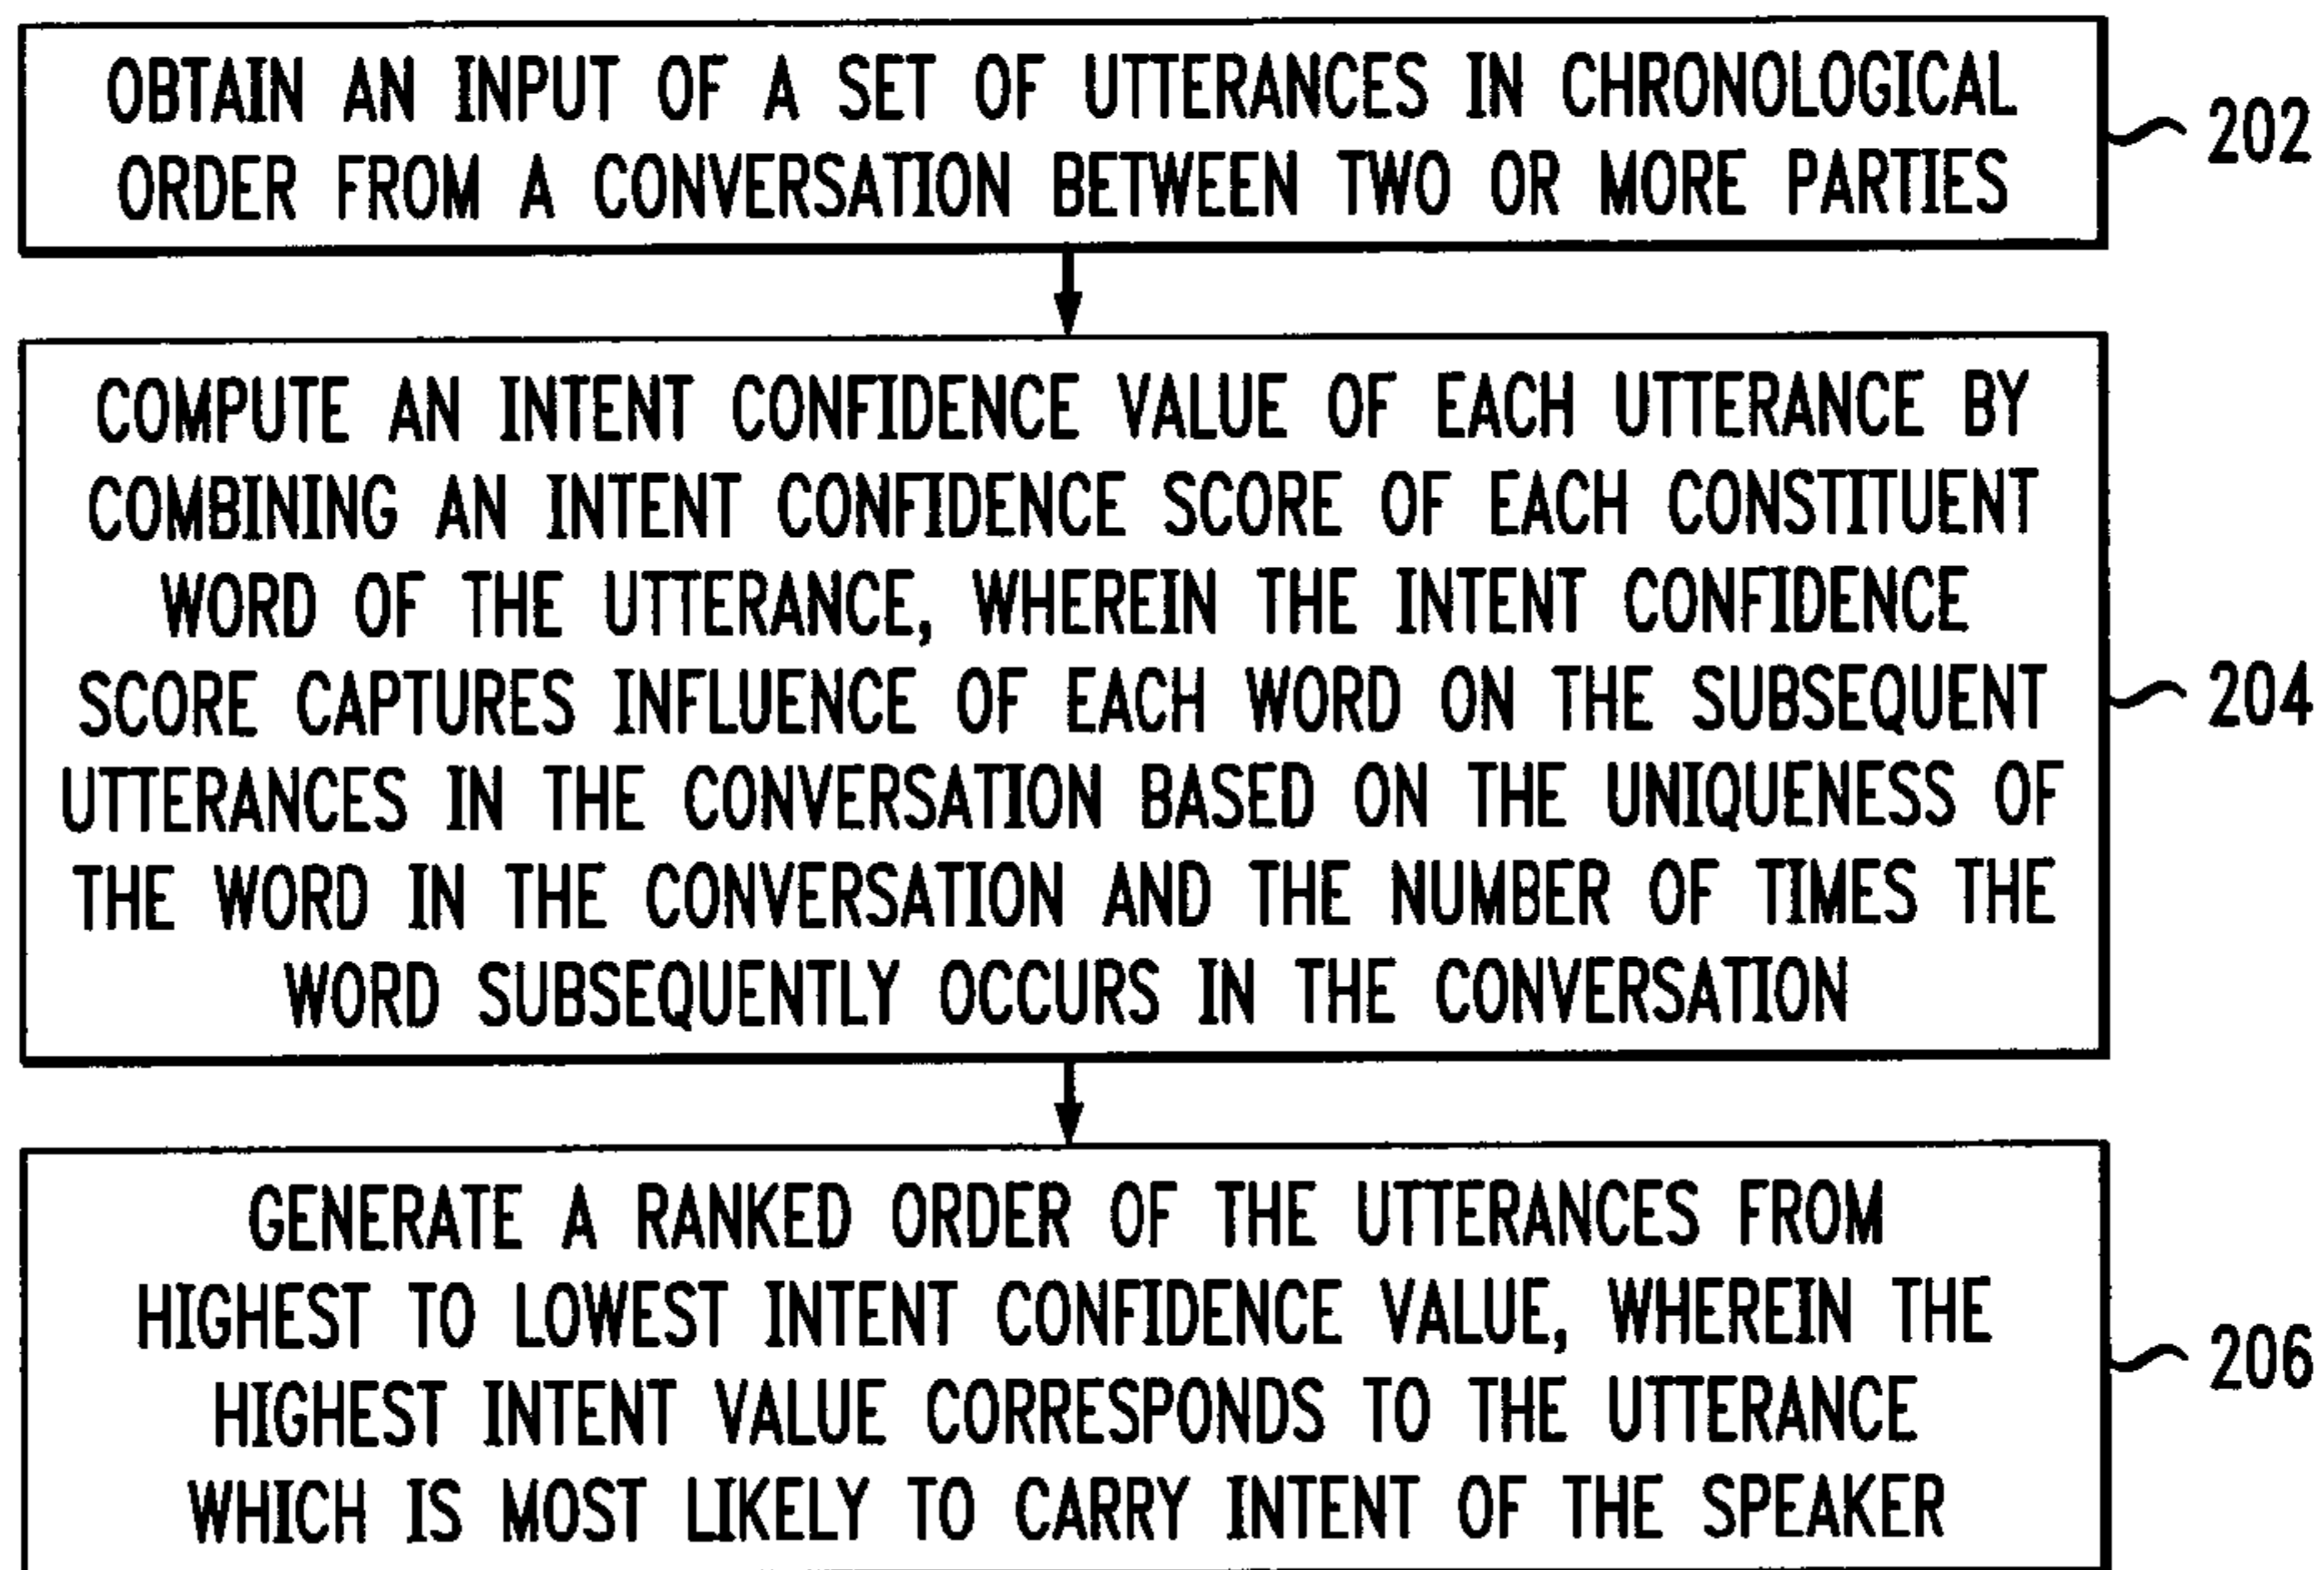 OBTAIN AN INPUT OF A SET OF UTTERANCES IN CHRONOLOGICAL
ORDER FROM A CONVERSATION BETWEEN TWO OR MORE PARTIES
202
COMPUTE AN INTENT CONFIDENCE VALUE OF EACH UTTERANCE BY
COMBINING AN INTENT CONFIDENCE SCORE OF EACH CONSTITUENT
WORD OF THE UTTERANCE, WHEREIN THE INTENT CONFIDENCE
SCORE CAPTURES INFLUENCE OF EACH WORD ON THE SUBSEQUENT
UTTERANCES IN THE CONVERSATION BASED ON THE UNIQUENESS OF
THE WORD IN THE CONVERSATION AND THE NUMBER OF TIMES THE
WORD SUBSEQUENTLY OCCURS IN THE CONVERSATION
204
GENERATE A RANKED ORDER OF THE UTTERANCES FROM
HIGHEST TO LOWEST INTENT CONFIDENCE VALUE, WHEREIN THE
HIGHEST INTENT VALUE CORRESPONDS TO THE UTTERANCE
WHICH IS MOST LIKELY TO CARRY INTENT OF THE SPEAKER
206